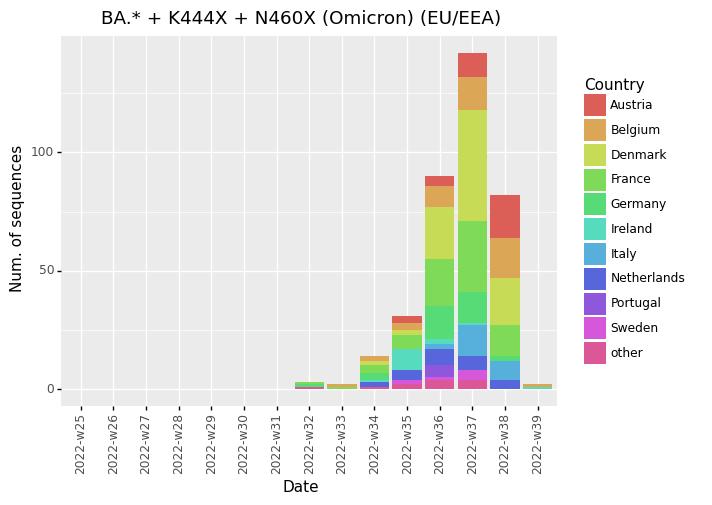 BA.* + K444X + N460X (Omicron) (EU/EEA)
Num. of sequences
100
50
0
2022-w25
2022-w26
2022-w27
2022-w28
2022-w29
2022-w30
2022-w31
2022-w32
2022-w33
2022-w34
2022-w35
2022-w36
2022-w37
2022-w38
2022-w39
Date
Country
Austria
Belgium
Denmark
France
Germany
Ireland
Italy
Netherlands
Portugal
Sweden
other